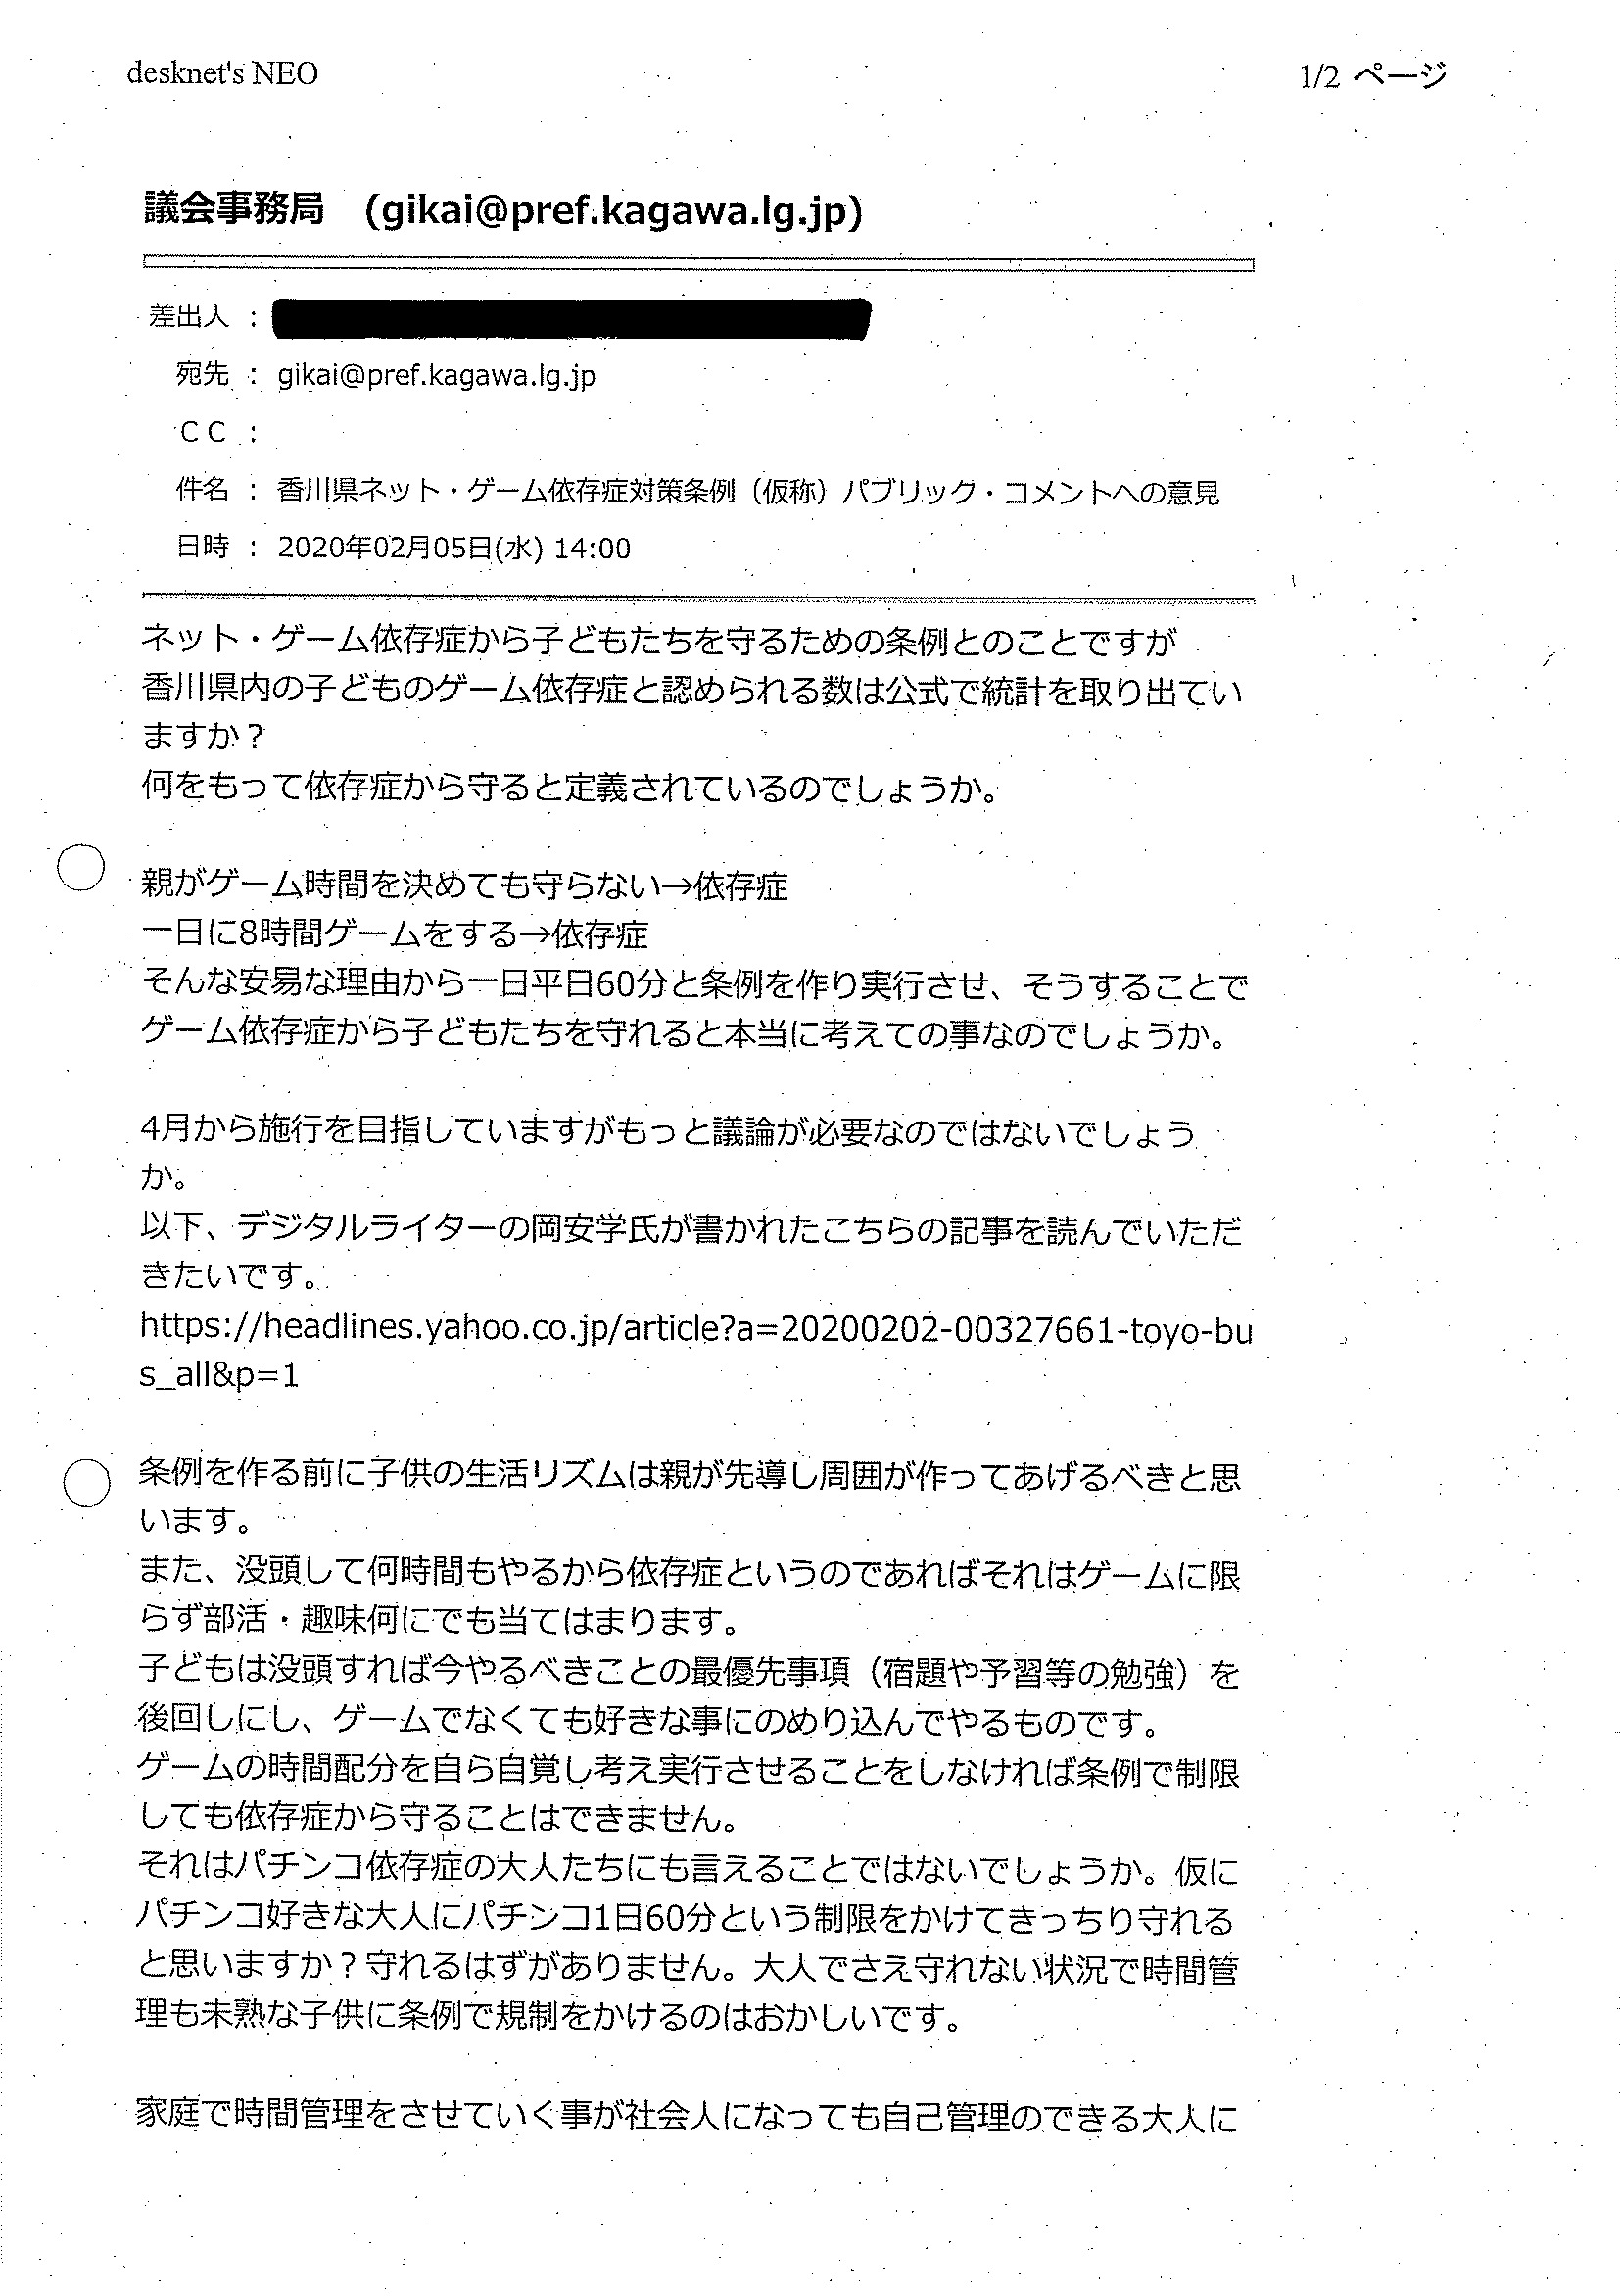 desknet's NEO
1/2 ページ
議会事務局 (gikai@pref.kagawa.lg.jp)
差出人 :
宛先 : gikai@pref.kagawa.lg.jp
CC :
件名 : 香川県ネット・ゲーム依存症対策条例（仮称）パブリック・コメントへの意見
日時 : 2020年02月05日(水) 14:00
ネット・ゲーム依存症から子どもたちを守るための条例とのことですが
香川県内の子どものゲーム依存症と認められる数は公式で統計を取り出てい
ますか？
何をもって依存症から守ると定義されているのでしょうか。
親がゲーム時間を決めても守らない→依存症
一日に8時間ゲームをする→依存症
そんな安易な理由から一日平日60分と条例を作り実行させ、そうすることで
ゲーム依存症から子どもたちを守れると本当に考えての事なのでしょうか。
4月から施行を目指していますがもっと議論が必要なのではないでしょう
か。
以下、デジタルライターの岡安学氏が書かれたこちらの記事を読んでいただ
きたいです。
https://headlines.yahoo.co.jp/article?a=20200202-00327661-toyo-bu
s_all&p=1
条例を作る前に子供の生活リズムは親が先導し周囲が作ってあげるべきと思
います。
また、没頭して何時間もやるから依存症というのであればそれはゲームに限
らず部活・趣味何にでも当てはまります。
子どもは没頭すれば今やるべきことの最優先事項（宿題や予習等の勉強）を
後回しにし、ゲームでなくても好きな事にのめり込んでやるものです。
ゲームの時間配分を自ら自覚し考え実行させることをしなければ条例で制限
しても依存症から守ることはできません。
それはパチンコ依存症の大人たちにも言えることではないでしょうか。仮に
パチンコ好きな大人にパチンコ1日60分という制限をかけてきっちり守れる
と思いますか？守れるはずがありません。大人でさえ守れない状況で時間管
理も未熟な子供に条例で規制をかけるのはおかしいです。
家庭で時間管理をさせていく事が社会人になっても自己管理のできる大人に